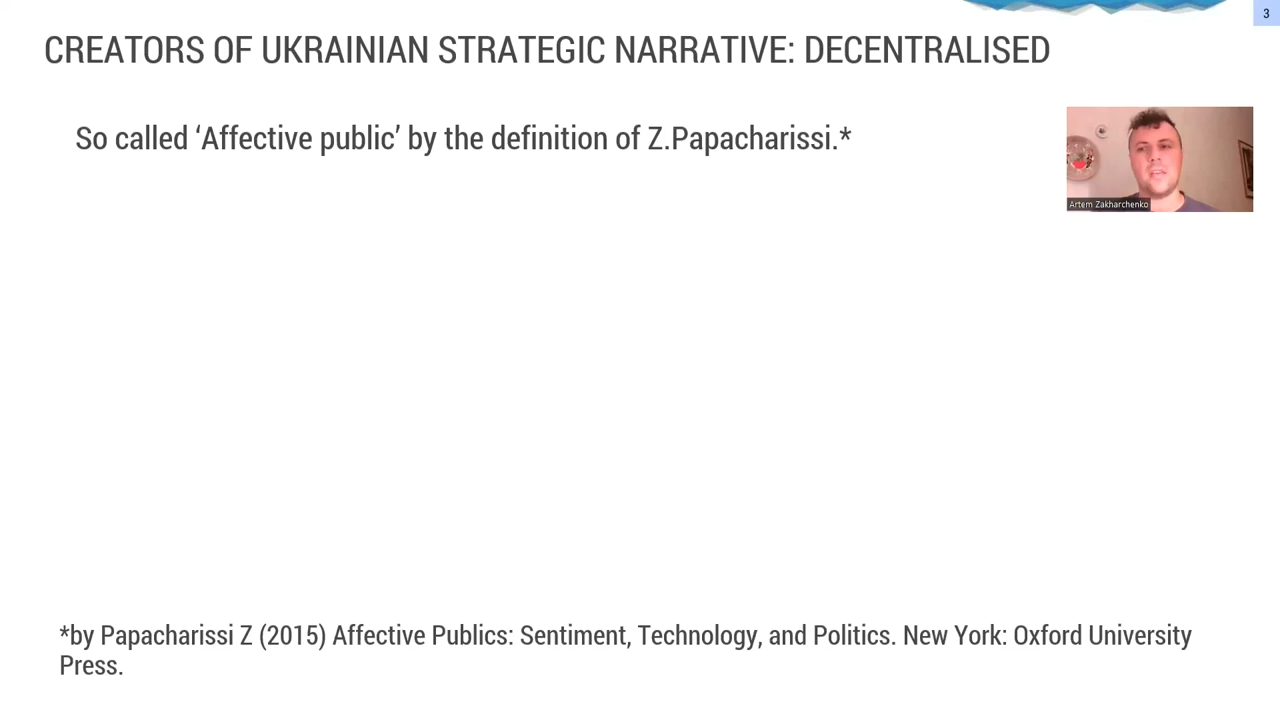 3
CREATORS OF UKRAINIAN STRATEGIC NARRATIVE: DECENTRALISED
So called ‘Affective public’ by the definition of Z.Papacharissi.*
Artem Zakharchenko
*by Papacharissi Z (2015) Affective Publics: Sentiment, Technology, and Politics. New York: Oxford University
Press.